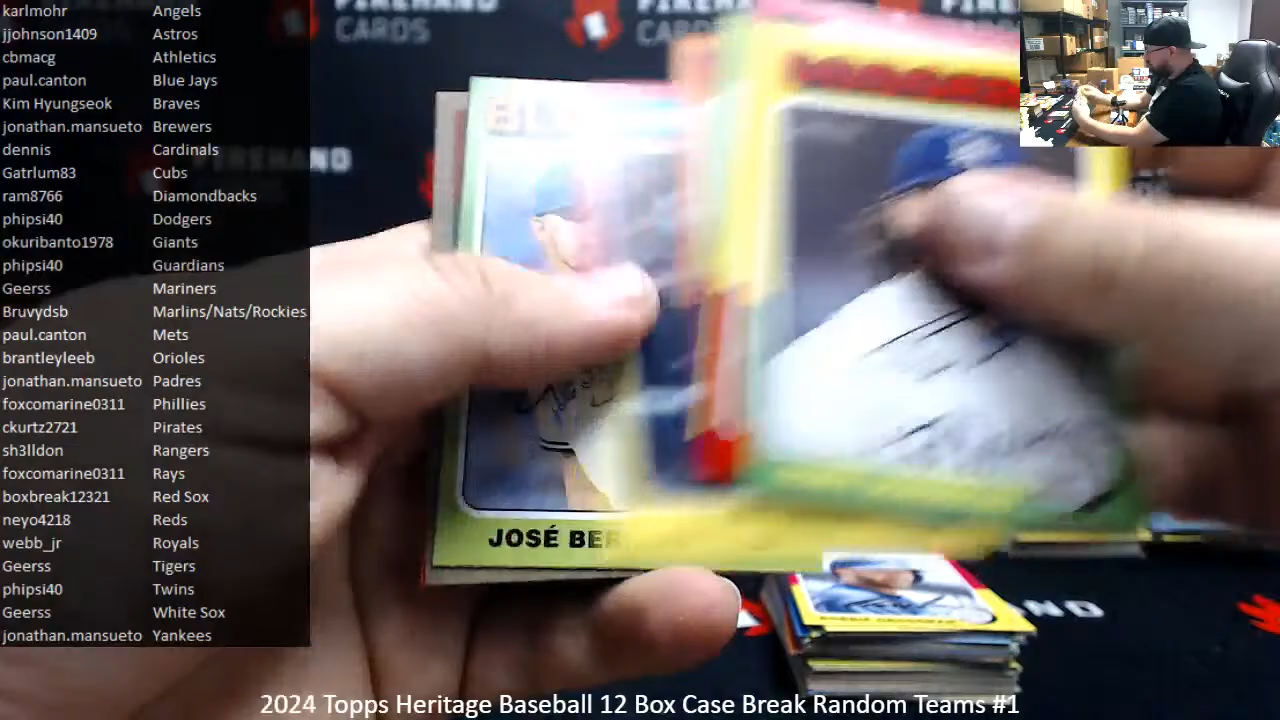 karlmohr Angels
jjohnson1409 Astros
cbmacg Athletics
paul.canton Blue Jays
Kim Hyungseok Braves
jonathan.mansueto Brewers
dennis Cardinals
Gatrlum83 Cubs
ram8766 Diamondbacks
phipsi40 Dodgers
okuribanto1978 Giants
phipsi40 Guardians
Geerss Mariners
Bruvydsb Marlins/Nats/Rockies
paul.canton Mets
brantleyleeb Orioles
jonathan.mansueto Padres
foxcomarine0311 Phillies
ckurtz2721 Pirates
sh3lldon Rangers
foxcomarine0311 Rays
boxbreak12321 Red Sox
neyo4218 Reds
webb_jr Royals
Geerss Tigers
phipsi40 Twins
Geerss White Sox
jonathan.mansueto Yankees
CARDS
JOSÉ BER
2024 Topps Heritage Baseball 12 Box Case Break Random Teams #1